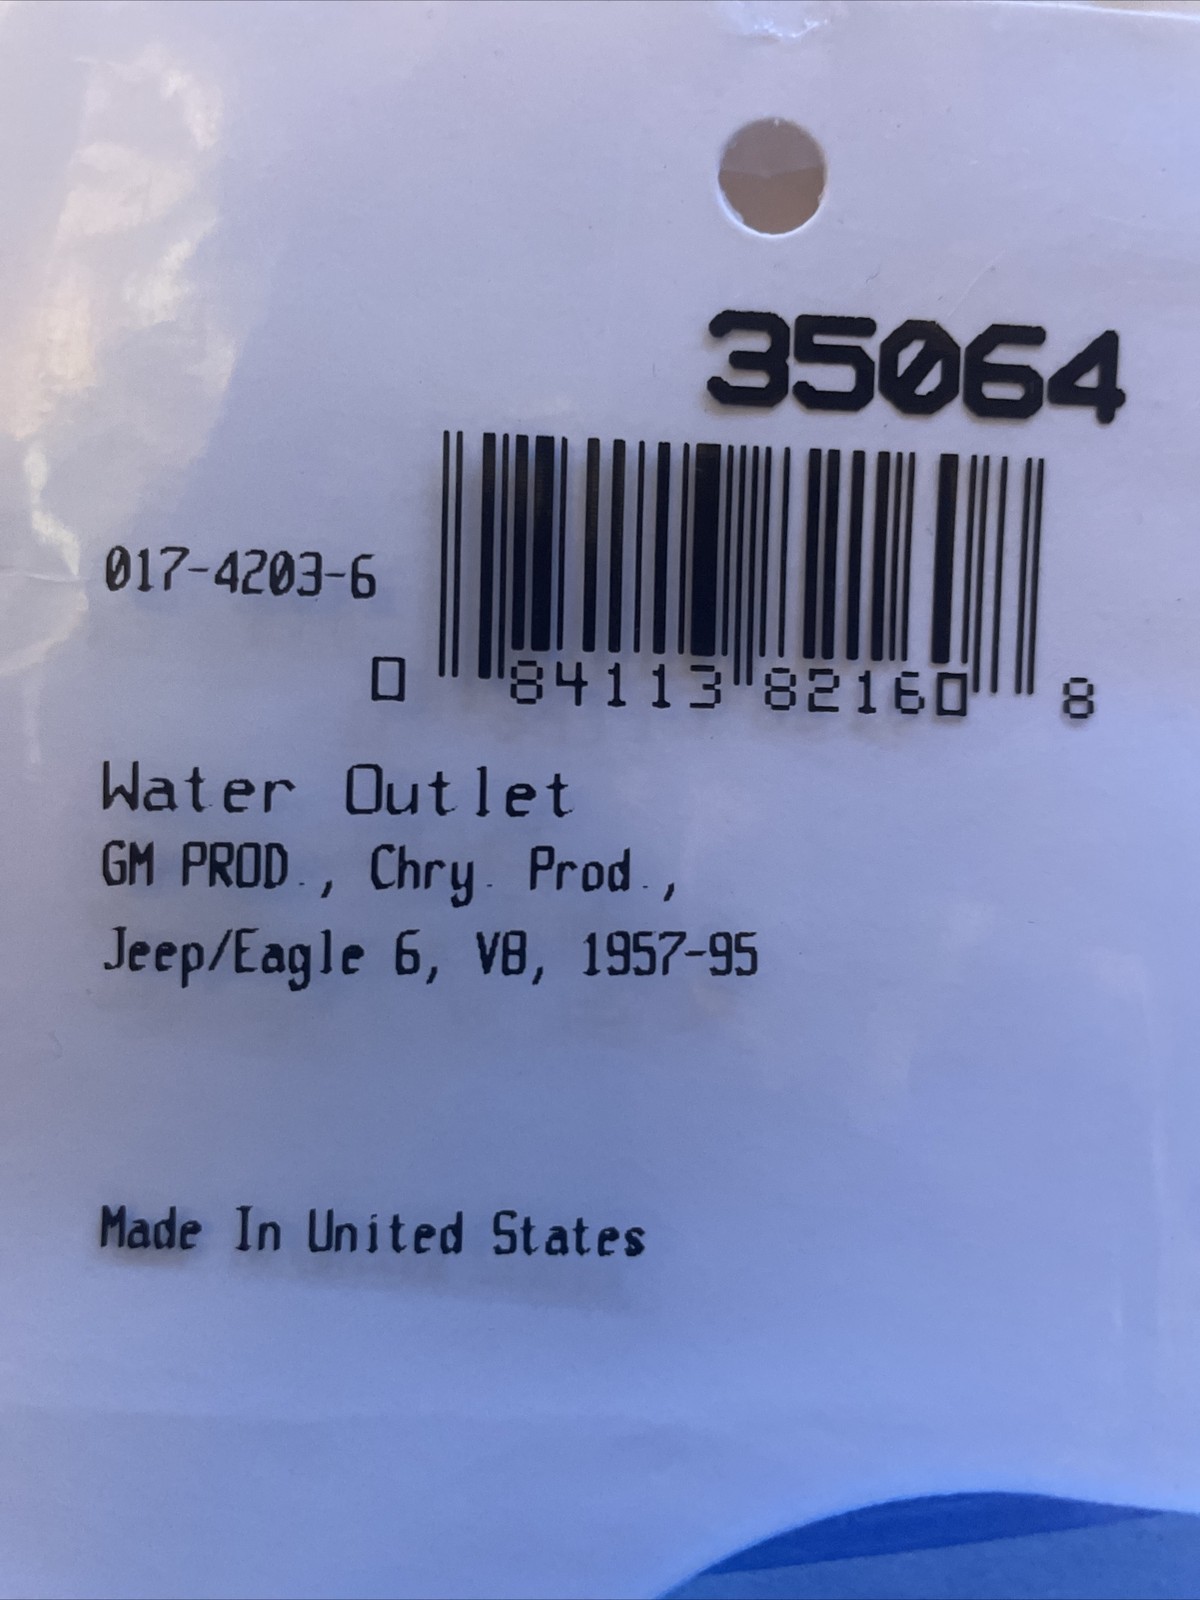 35064
017-4203-6
0 84113 82160 8
Water Outlet
GM PROD., Chry. Prod.,
Jeep/Eagle 6, V8, 1957-95
Made In United States